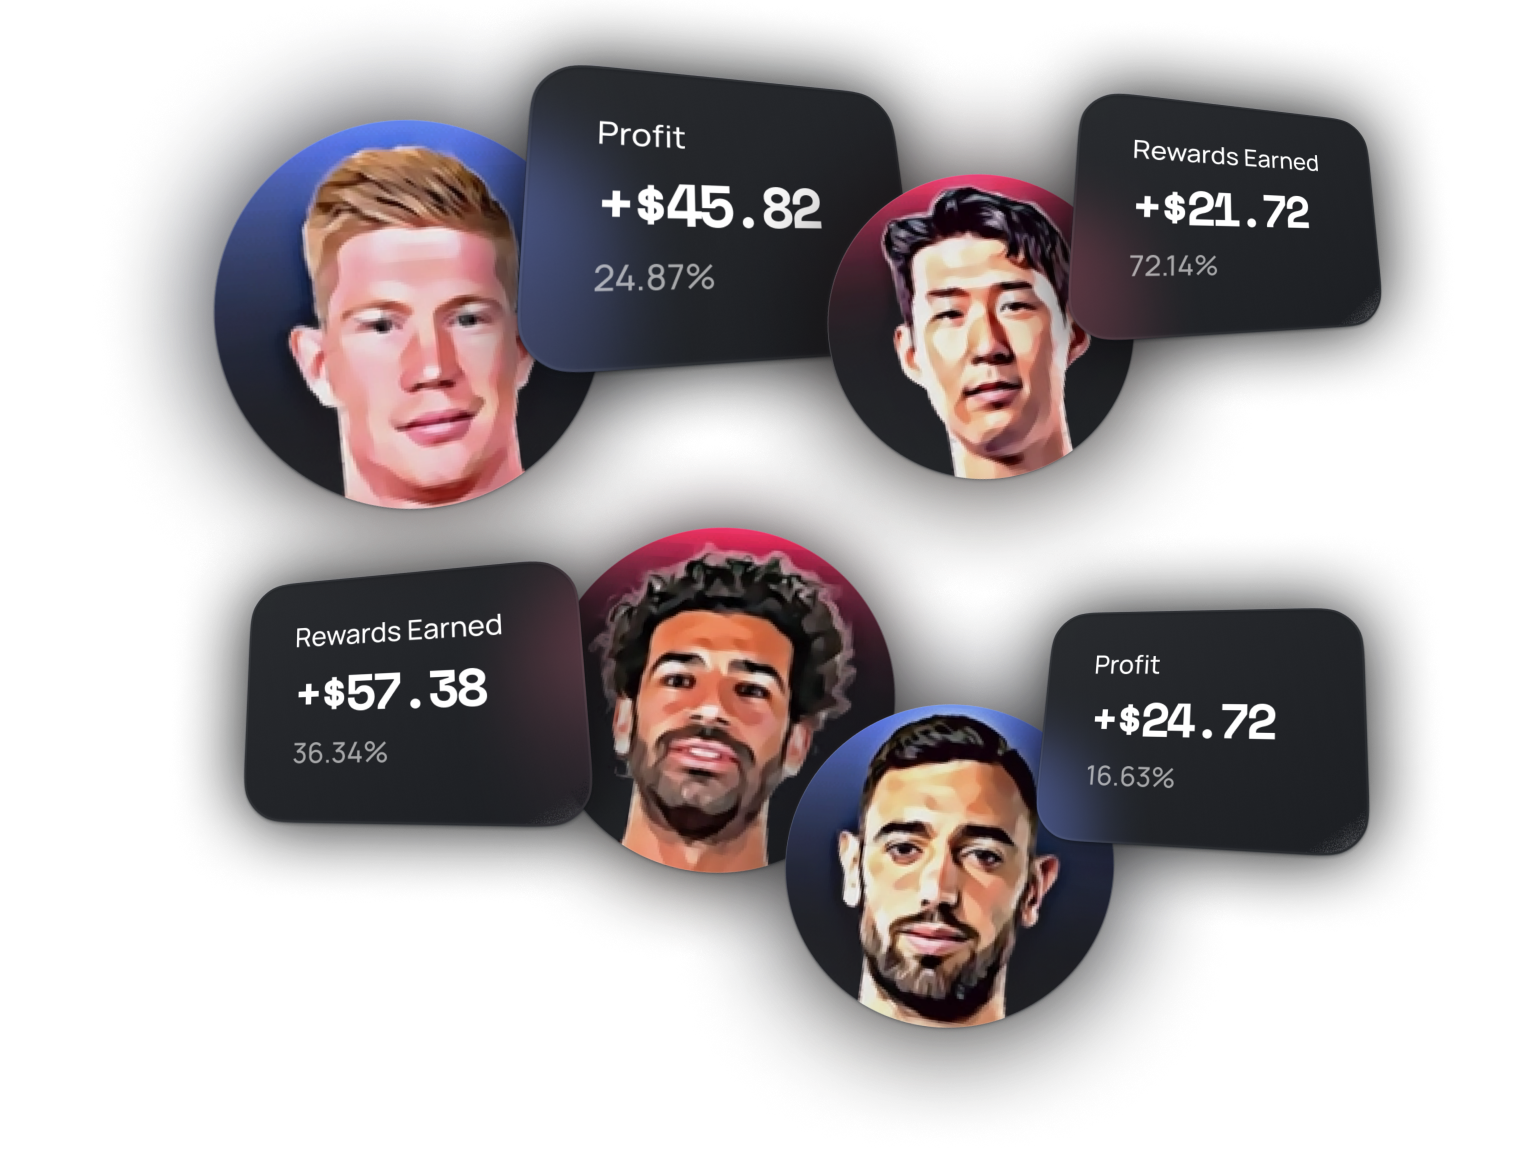 Profit
+$45.82
24.87%
Rewards Earned
+$21.72
72.14%
Rewards Earned
+$57.38
36.34%
Profit
+$24.72
16.63%